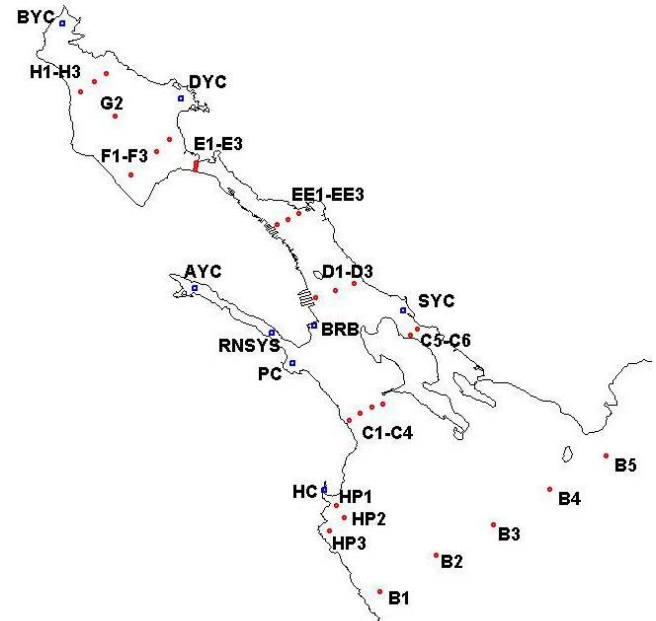 BYC
H1-H3
DYC
G2
E1-E3
F1-F3
EE1-EE3
AYC
D1-D3
SYC
BRB
RNSYS
C5-C6
PC
C1-C4
B5
HC
HP1
B4
HP2
B3
HP3
B2
B1